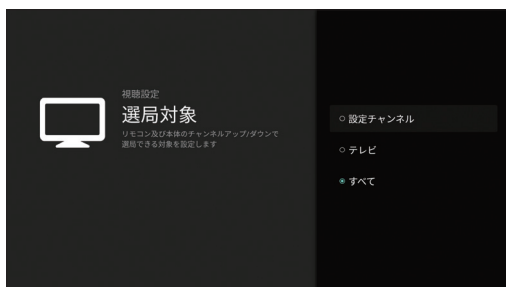 視聴設定
選局対象
リモコン及び本体のチャンネルアップ/ダウンで
選局できる対象を設定します
設定チャンネル
テレビ
すべて